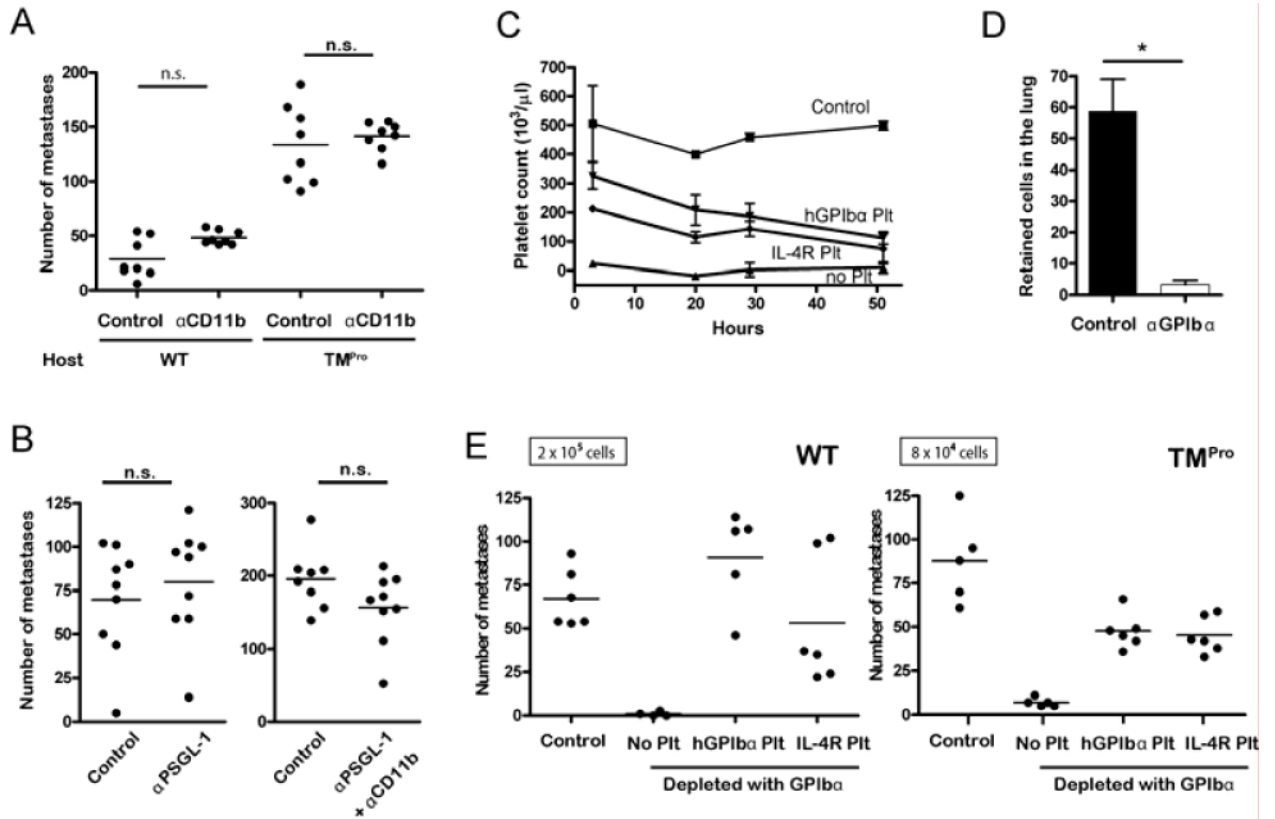 A
n.s.
n.s.
Number of metastases
200
150
100
50
0
Control αCD11b Control αCD11b
Host WT TMPro
C
Platelet count (10³/μl)
700
600
500
400
300
200
100
0
Control
hGPIbα Plt
IL-4R Plt
no Plt
0 10 20 30 40 50
Hours
D
*
Retained cells in the lung
70
60
50
40
30
20
10
0
Control αGPIbα
B
n.s.
Number of metastases
125
100
75
50
25
0
Control
αPSGL-1
n.s.
300
200
100
0
Control
αPSGL-1
+ αCD11b
E
2 x 10⁵ cells
WT
Number of metastases
125
100
75
50
25
0
Control No Plt hGPIbα Plt IL-4R Plt
Depleted with GPIbα
8 x 10⁴ cells
TMPro
Number of metastases
125
100
75
50
25
0
Control No Plt hGPIbα Plt IL-4R Plt
Depleted with GPIbα